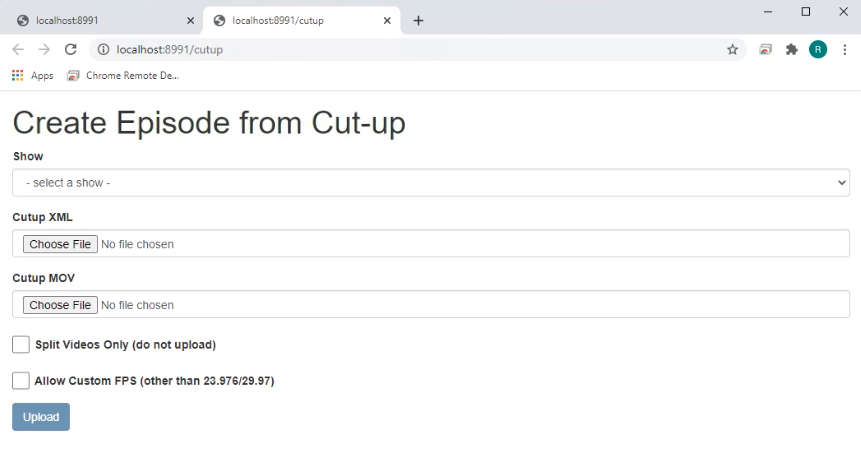 localhost:8991
localhost:8991/cutup
localhost:8991/cutup
R
Apps
Chrome Remote De...
Create Episode from Cut-up
Show
- select a show -
Cutup XML
Choose File No file chosen
Cutup MOV
Choose File No file chosen
Split Videos Only (do not upload)
Allow Custom FPS (other than 23.976/29.97)
Upload